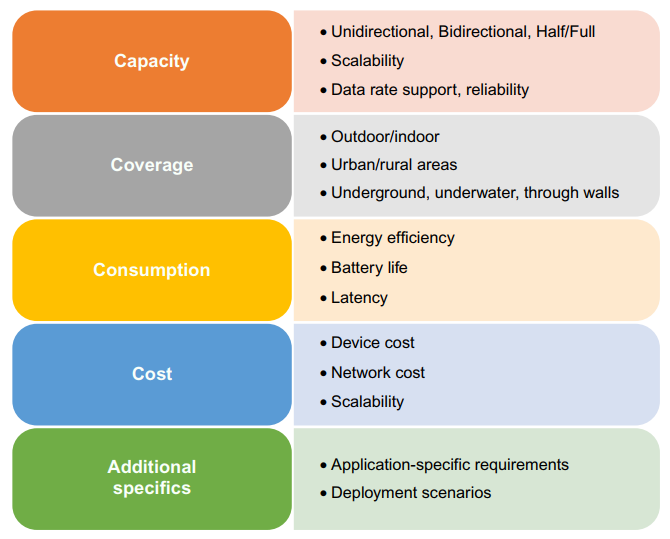 Capacity
• Unidirectional, Bidirectional, Half/Full
• Scalability
• Data rate support, reliability
Coverage
• Outdoor/indoor
• Urban/rural areas
• Underground, underwater, through walls
Consumption
• Energy efficiency
• Battery life
• Latency
Cost
• Device cost
• Network cost
• Scalability
Additional
specifics
• Application-specific requirements
• Deployment scenarios